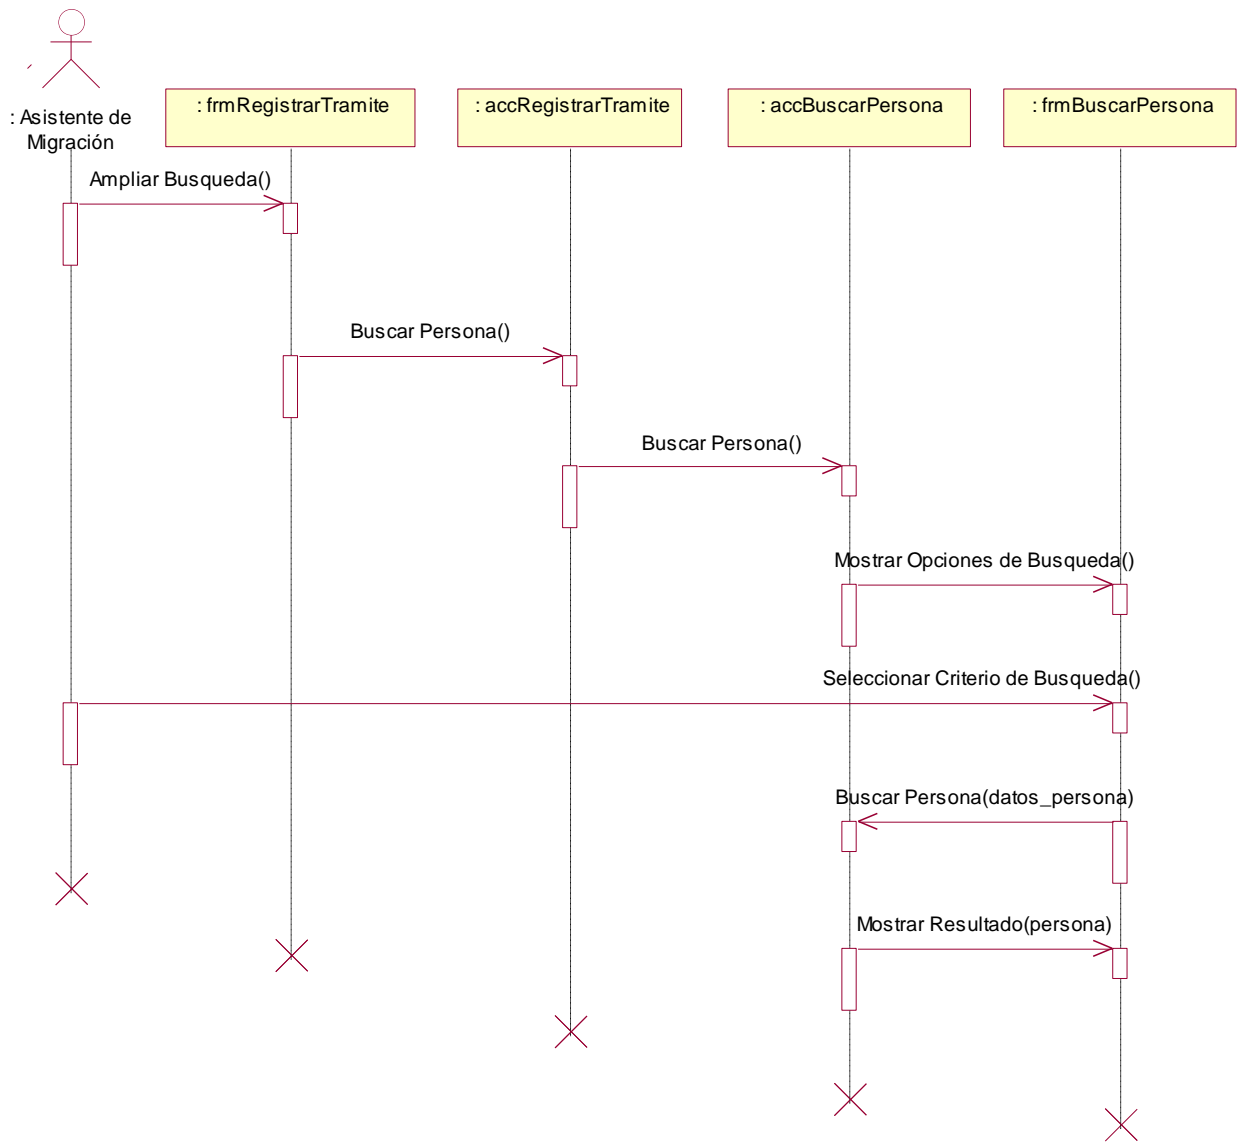 : Asistente de
Migración
: frmRegistrarTramite
: accRegistrarTramite
: accBuscarPersona
: frmBuscarPersona
Ampliar Busqueda()
Buscar Persona()
Buscar Persona()
Mostrar Opciones de Busqueda()
Seleccionar Criterio de Busqueda()
Buscar Persona(datos_persona)
Mostrar Resultado(persona)